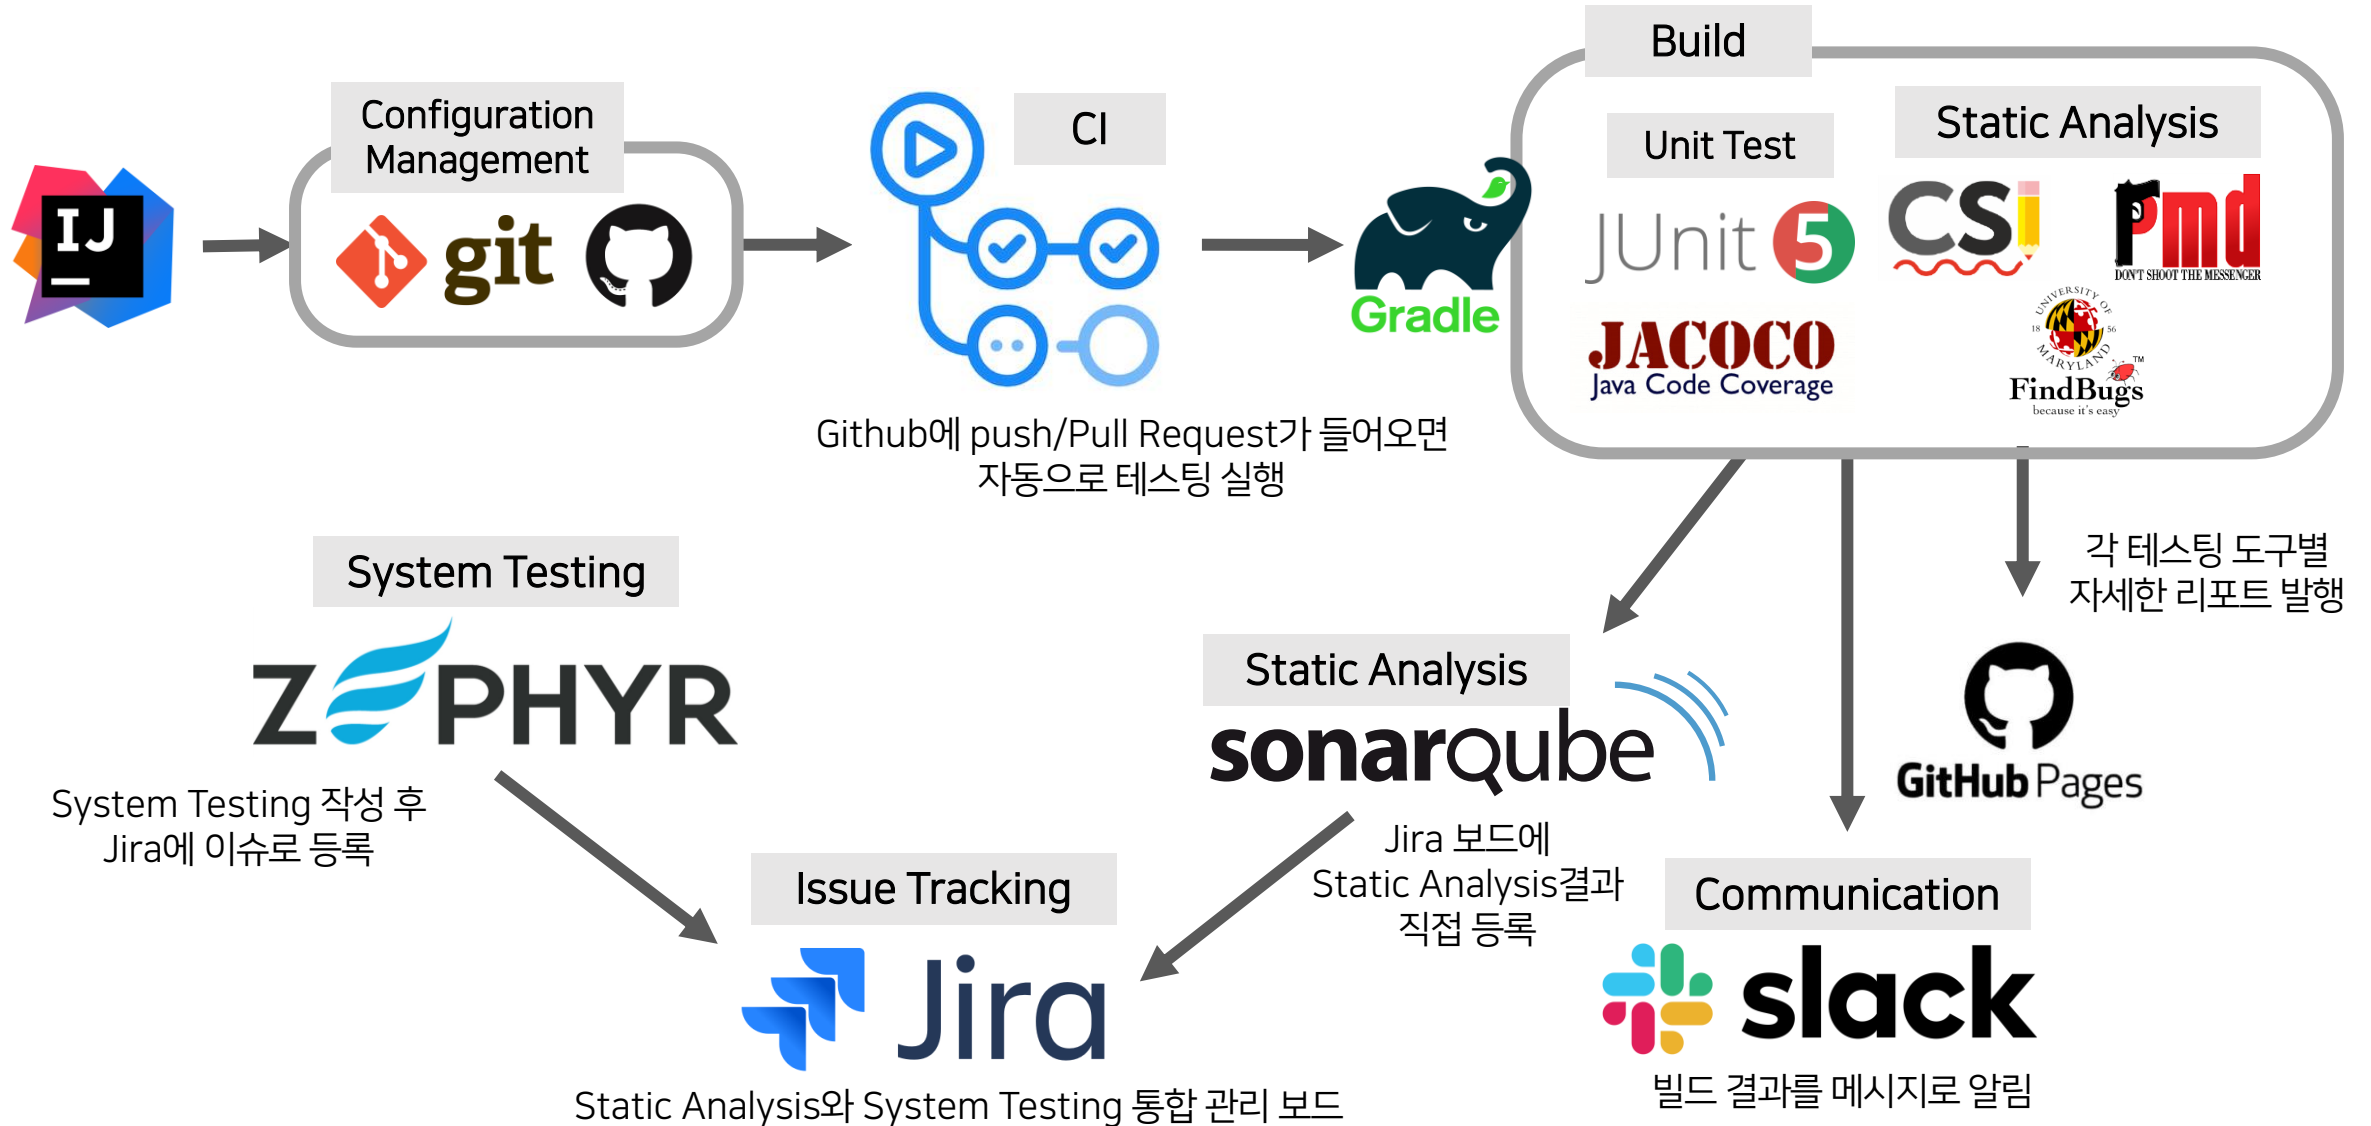 Build
Configuration
Management
CI
Static Analysis
Unit Test
IJ
git
Gradle
JUnit 5
CSi
pmd
DON'T SHOOT THE MESSENGER
JACOCO
Java Code Coverage
UNIVERSITY OF
18 56
MARYLAND
FindBugs
TM
because it's easy
Github에 push/Pull Request가 들어오면
자동으로 테스팅 실행
각 테스팅 도구별
자세한 리포트 발행
System Testing
ZEPHYR
System Testing 작성 후
Jira에 이슈로 등록
Static Analysis
sonarqube
GitHub Pages
Jira 보드에
Static Analysis결과
직접 등록
Issue Tracking
Jira
Static Analysis와 System Testing 통합 관리 보드
Communication
slack
빌드 결과를 메시지로 알림